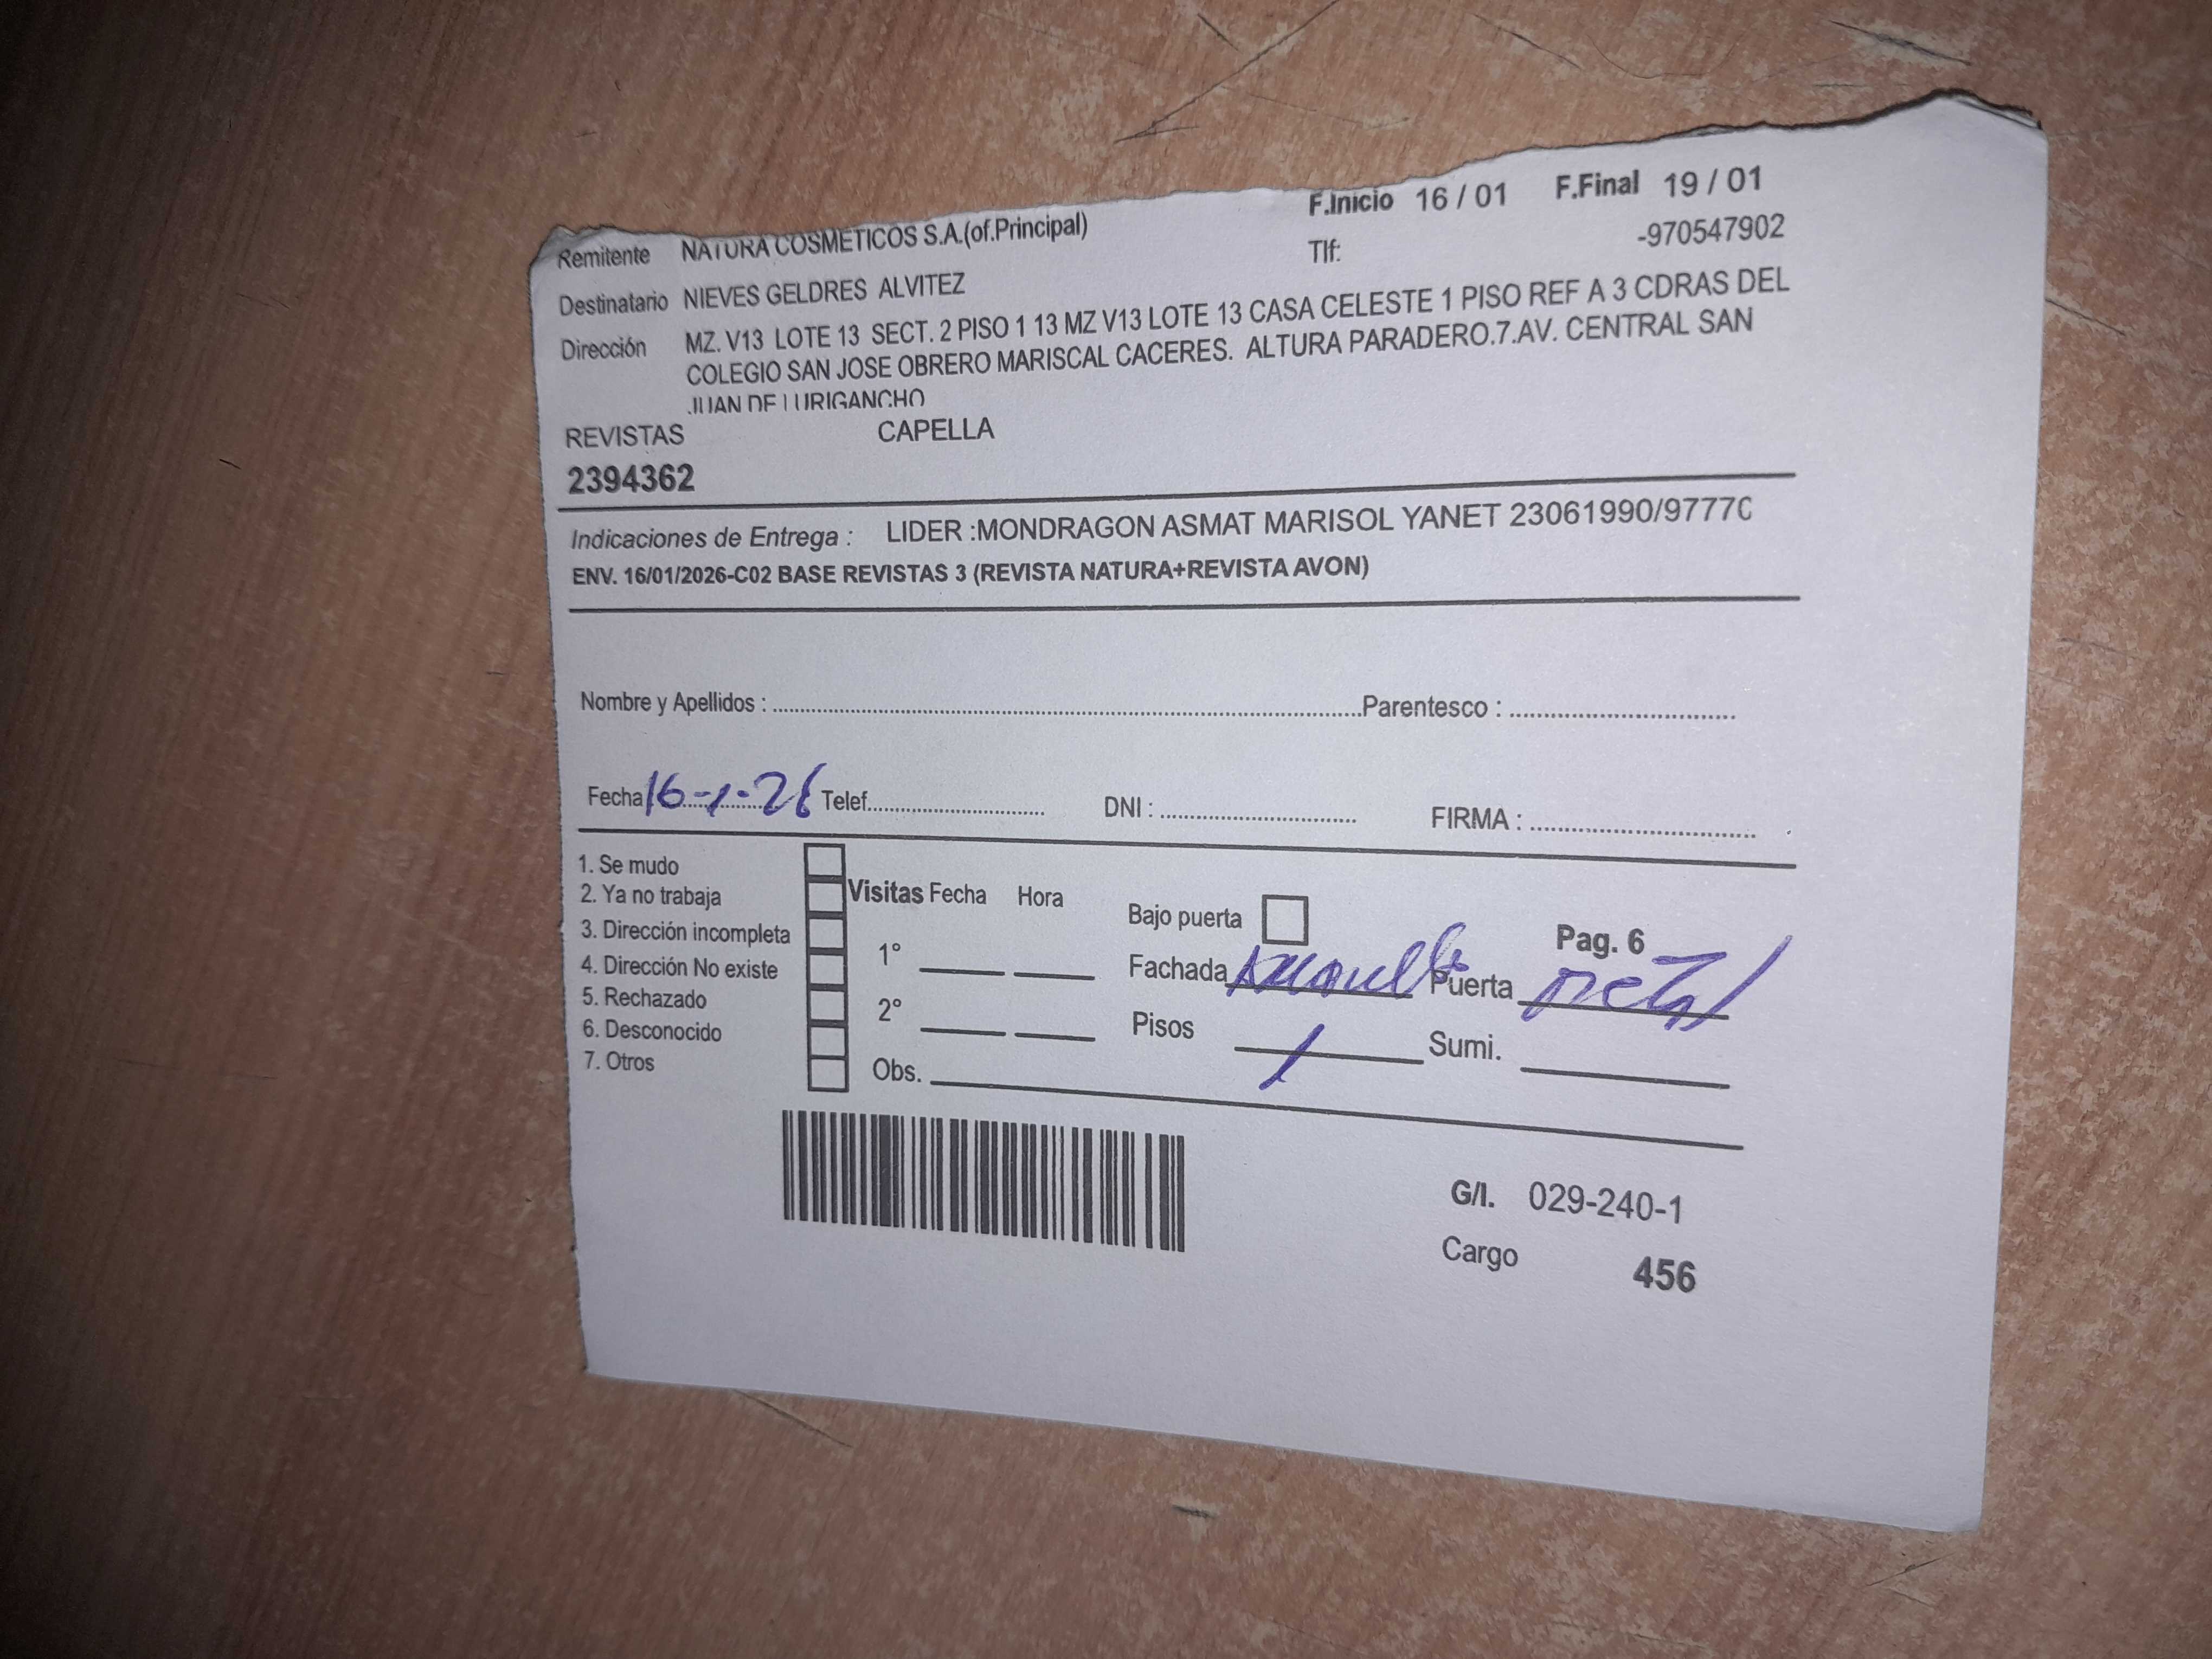 F.Inicio 16 / 01 F.Final 19 / 01
Remitente NATURA COSMETICOS S.A.(of.Principal)
Tlf: -970547902
Destinatario NIEVES GELDRES ALVITEZ
Dirección MZ. V13 LOTE 13 SECT. 2 PISO 1 13 MZ V13 LOTE 13 CASA CELESTE 1 PISO REF A 3 CDRAS DEL
COLEGIO SAN JOSE OBRERO MARISCAL CACERES. ALTURA PARADERO.7.AV. CENTRAL SAN
JUAN DE LURIGANCHO
REVISTAS CAPELLA
2394362
Indicaciones de Entrega : LIDER :MONDRAGON ASMAT MARISOL YANET 23061990/9777
ENV. 16/01/2026-C02 BASE REVISTAS 3 (REVISTA NATURA+REVISTA AVON)
Nombre y Apellidos : Parentesco :
Fecha 16-1-26 Telef. DNI : FIRMA :
1. Se mudo
2. Ya no trabaja
3. Dirección incompleta
4. Dirección No existe
5. Rechazado
6. Desconocido
7. Otros
Visitas Fecha Hora
1°
2°
Obs.
Bajo puerta
Pag. 6
Fachada Puerta metal
Pisos 1 Sumi.
G/I. 029-240-1
Cargo 456